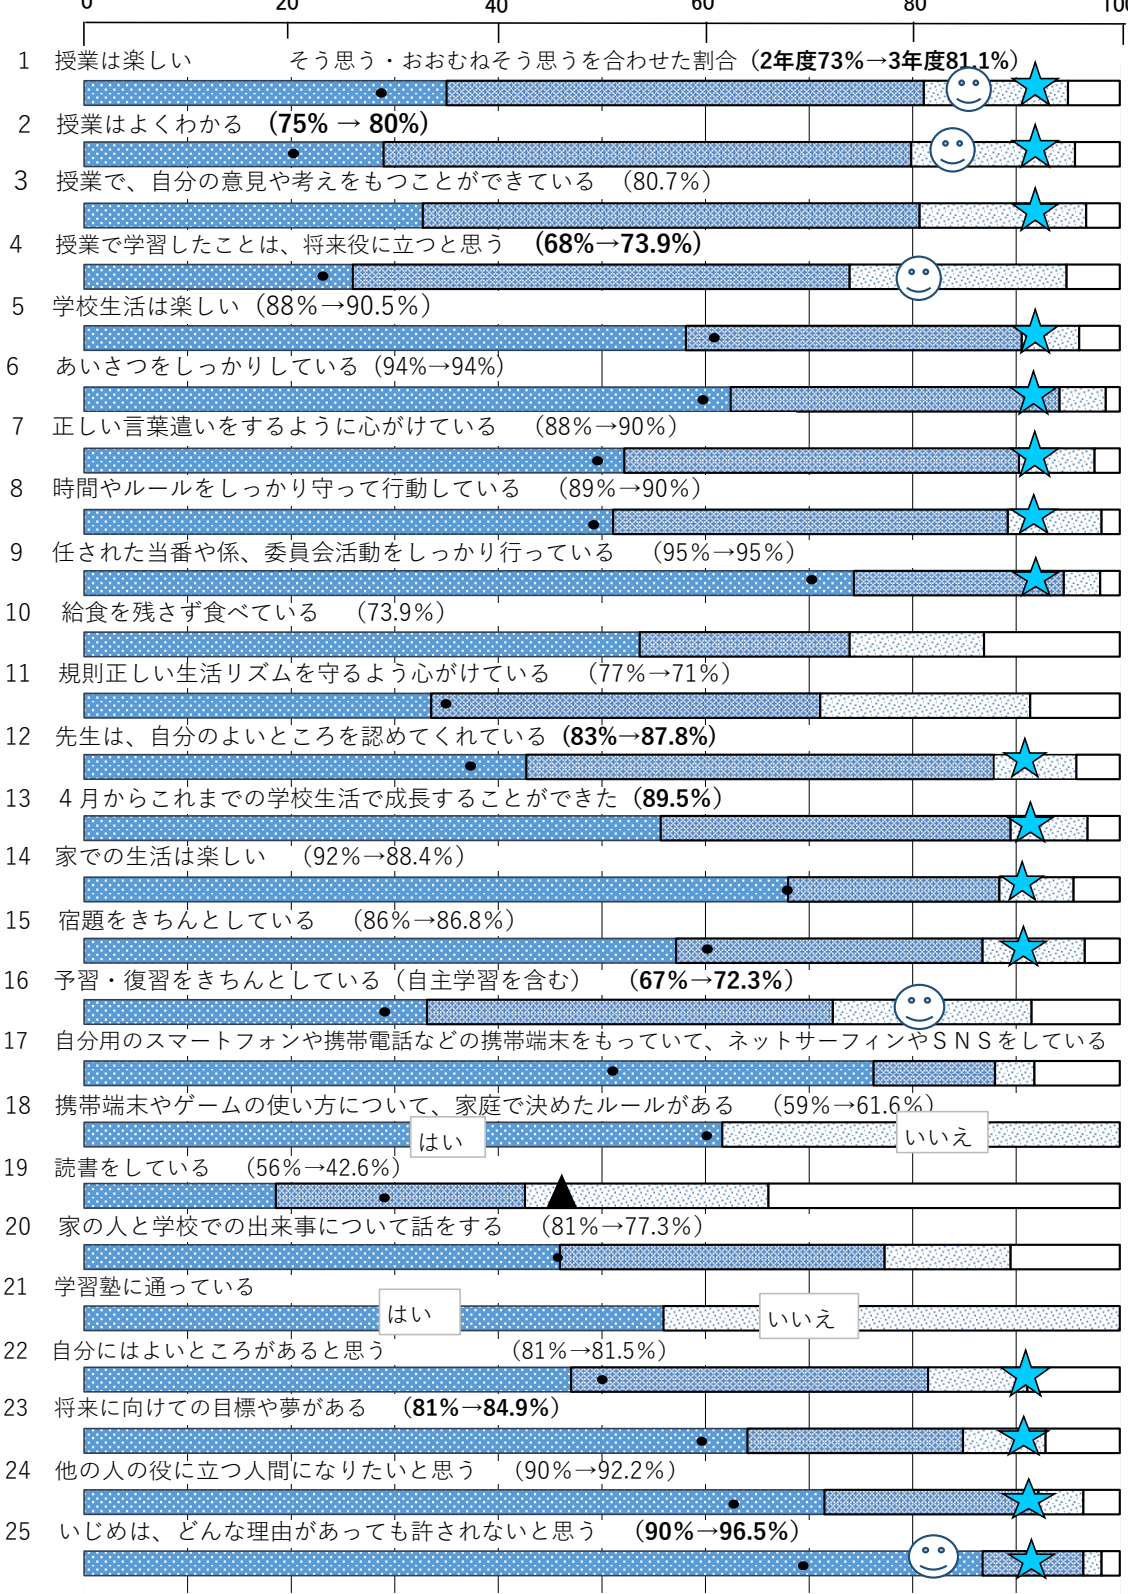 0 20 40 60 80 100
1 授業は楽しい そう思う・おおむねそう思うを合わせた割合（2年度73%→3年度81.1%）
2 授業はよくわかる （75% → 80%）
3 授業で、自分の意見や考えをもつことができている （80.7%）
4 授業で学習したことは、将来役に立つと思う （68%→73.9%）
5 学校生活は楽しい（88%→90.5%）
6 あいさつをしっかりしている（94%→94%）
7 正しい言葉遣いをするように心がけている （88%→90%）
8 時間やルールをしっかり守って行動している （89%→90%）
9 任された当番や係、委員会活動をしっかり行っている （95%→95%）
10 給食を残さず食べている （73.9%）
11 規則正しい生活リズムを守るよう心がけている （77%→71%）
12 先生は、自分のよいところを認めてくれている（83%→87.8%）
13 ４月からこれまでの学校生活で成長することができた（89.5%）
14 家での生活は楽しい （92%→88.4%）
15 宿題をきちんとしている （86%→86.8%）
16 予習・復習をきちんとしている（自主学習を含む） （67%→72.3%）
17 自分用のスマートフォンや携帯電話などの携帯端末をもっていて、ネットサーフィンやＳＮＳをしている
18 携帯端末やゲームの使い方について、家庭で決めたルールがある （59%→61.6%）
はい いいえ
19 読書をしている （56%→42.6%）
20 家の人と学校での出来事について話をする （81%→77.3%）
21 学習塾に通っている
はい いいえ
22 自分にはよいところがあると思う （81%→81.5%）
23 将来に向けての目標や夢がある （81%→84.9%）
24 他の人の役に立つ人間になりたいと思う （90%→92.2%）
25 いじめは、どんな理由があっても許されないと思う （90%→96.5%）